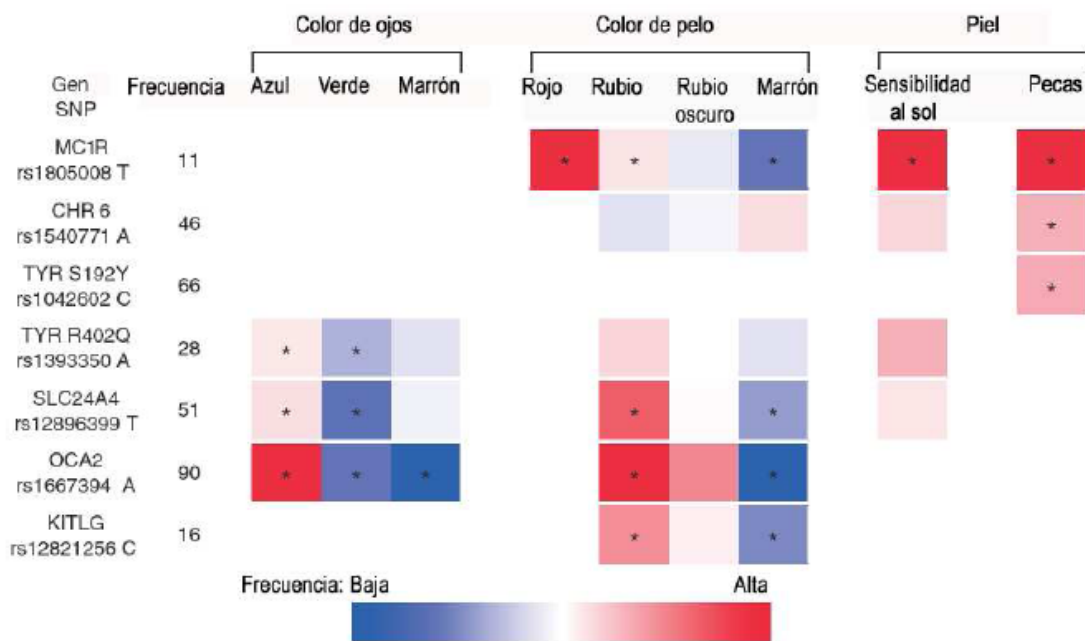 Color de ojos Color de pelo Piel
Gen SNP Frecuencia Azul Verde Marrón Rojo Rubio Rubio oscuro Marrón Sensibilidad al sol Pecas
MC1R
rs1805008 T 11 * * * * *
CHR 6
rs1540771 A 46 *
TYR S192Y
rs1042602 C 66 *
TYR R402Q
rs1393350 A 28 * *
SLC24A4
rs12896399 T 51 * * * *
OCA2
rs1667394 A 90 * * * * *
KITLG
rs12821256 C 16 * *
Frecuencia: Baja Alta